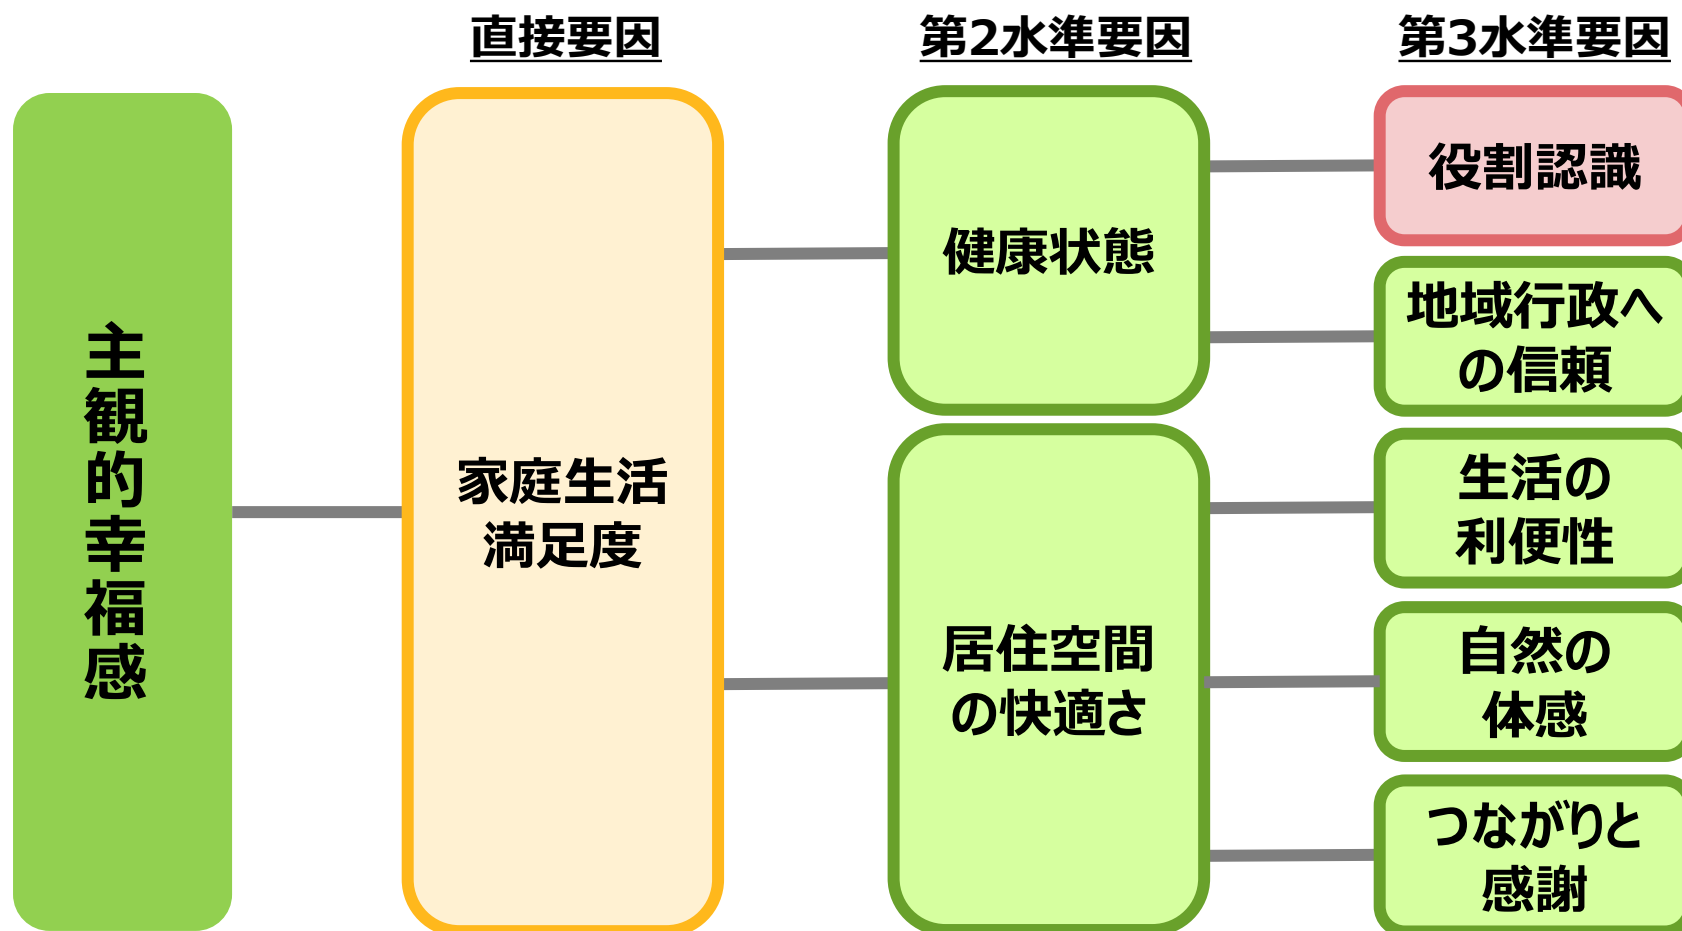 直接要因
第2水準要因
第3水準要因
主観的幸福感
家庭生活
満足度
健康状態
居住空間
の快適さ
役割認識
地域行政へ
の信頼
生活の
利便性
自然の
体感
つながりと
感謝